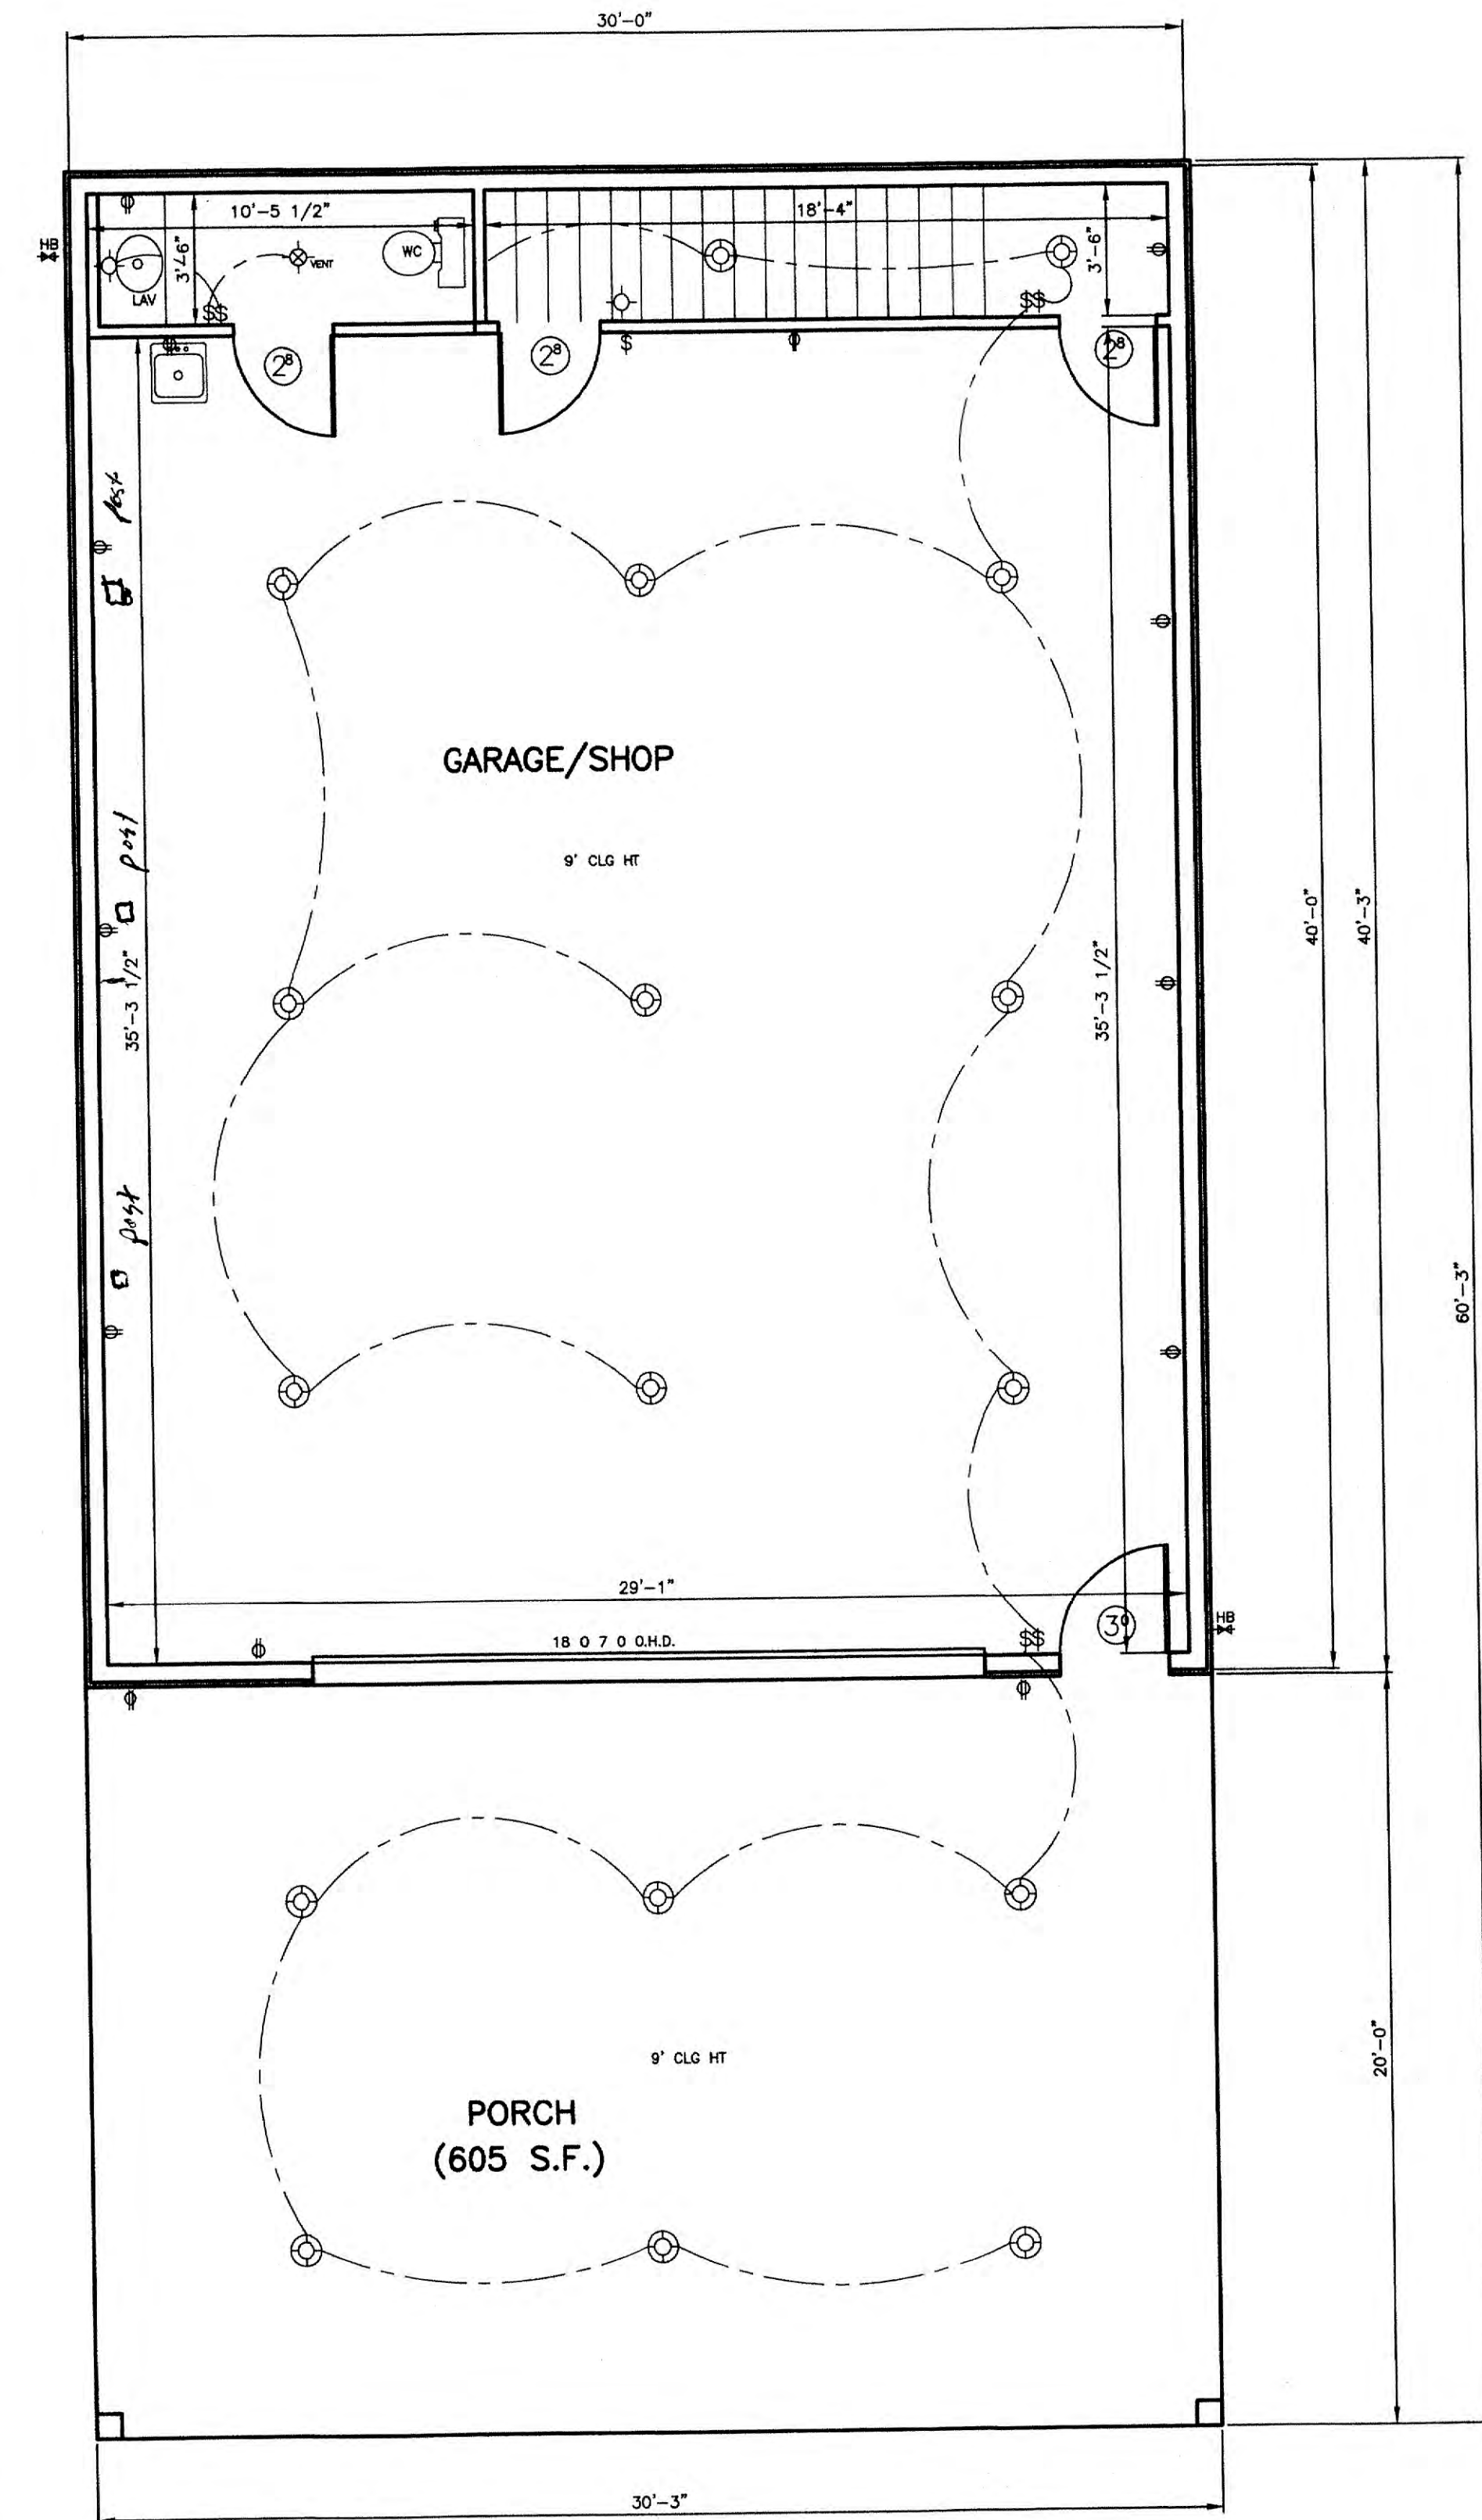 30'-0"
10'-5 1/2"
18'-4"
3'-6"
3'-6"
HB
LAV
VENT
WC
$$
$$
$
2⁸
2⁸
2⁸
post
GARAGE/SHOP
post
9' CLG HT
35'-3 1/2"
35'-3 1/2"
40'-0"
40'-3"
post
60'-3"
29'-1"
18 0 7 0 O.H.D.
$$
3⁰
HB
20'-0"
9' CLG HT
PORCH
(605 S.F.)
30'-3"